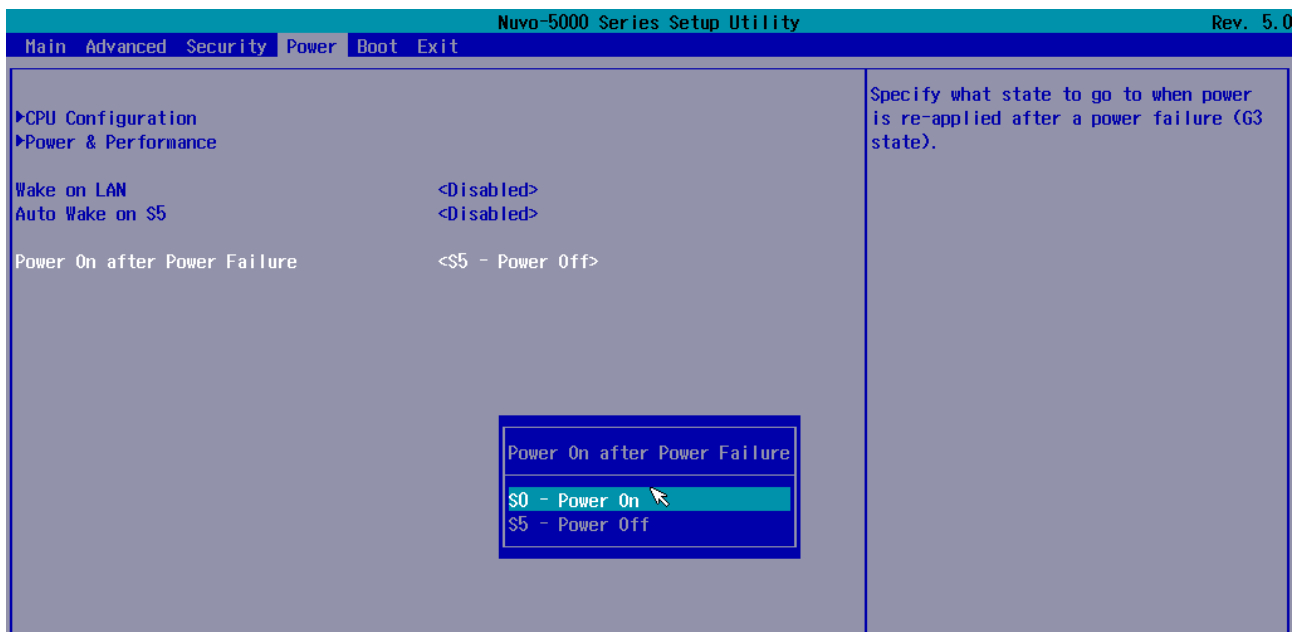 Nuvo-5000 Series Setup Utility Rev. 5.0
Main Advanced Security Power Boot Exit
Specify what state to go to when power
is re-applied after a power failure (G3
state).
▶CPU Configuration
▶Power & Performance
Wake on LAN <Disabled>
Auto Wake on S5 <Disabled>
Power On after Power Failure <S5 - Power Off>
Power On after Power Failure
S0 - Power On
S5 - Power Off